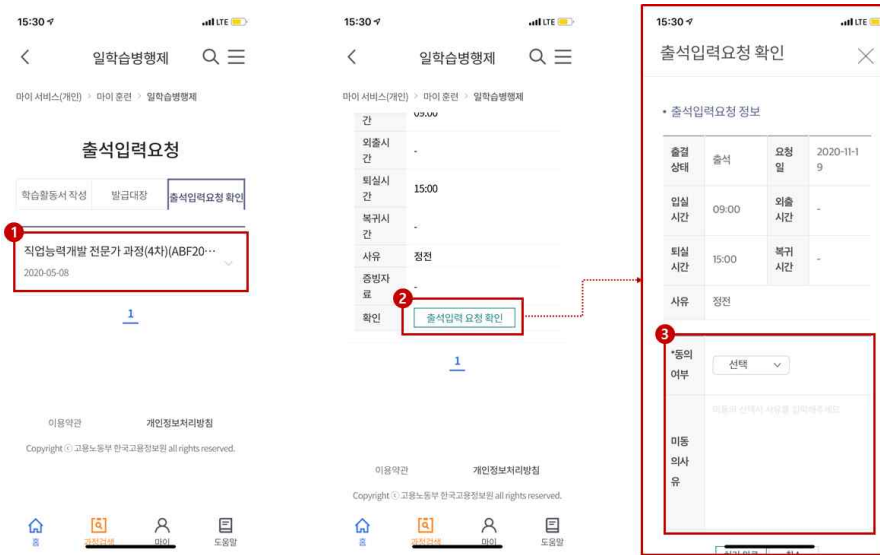 15:30
LTE
일학습병행제
마이 서비스(개인) > 마이 훈련 > 일학습병행제
출석입력요청
학습활동서 작성
발급대장
출석입력요청 확인
1
직업능력개발 전문가 과정(4차)(ABF20···
2020-05-08
1
이용약관
개인정보처리방침
Copyright ⓒ 고용노동부 한국고용정보원 all rights reserved.
홈
과정검색
마이
도움말
15:30
LTE
일학습병행제
마이 서비스(개인) > 마이 훈련 > 일학습병행제
간
09:00
외출시
간
-
퇴실시
간
15:00
복귀시
간
-
사유
정전
증빙자
료
-
2
확인
출석입력 요청 확인
1
이용약관
개인정보처리방침
Copyright ⓒ 고용노동부 한국고용정보원 all rights reserved.
홈
과정검색
마이
도움말
15:30
LTE
출석입력요청 확인
• 출석입력요청 정보
출결
상태
출석
요청
일
2020-11-1
9
입실
시간
09:00
외출
시간
-
퇴실
시간
15:00
복귀
시간
-
사유
정전
3
*동의
여부
선택
미동의
사
유